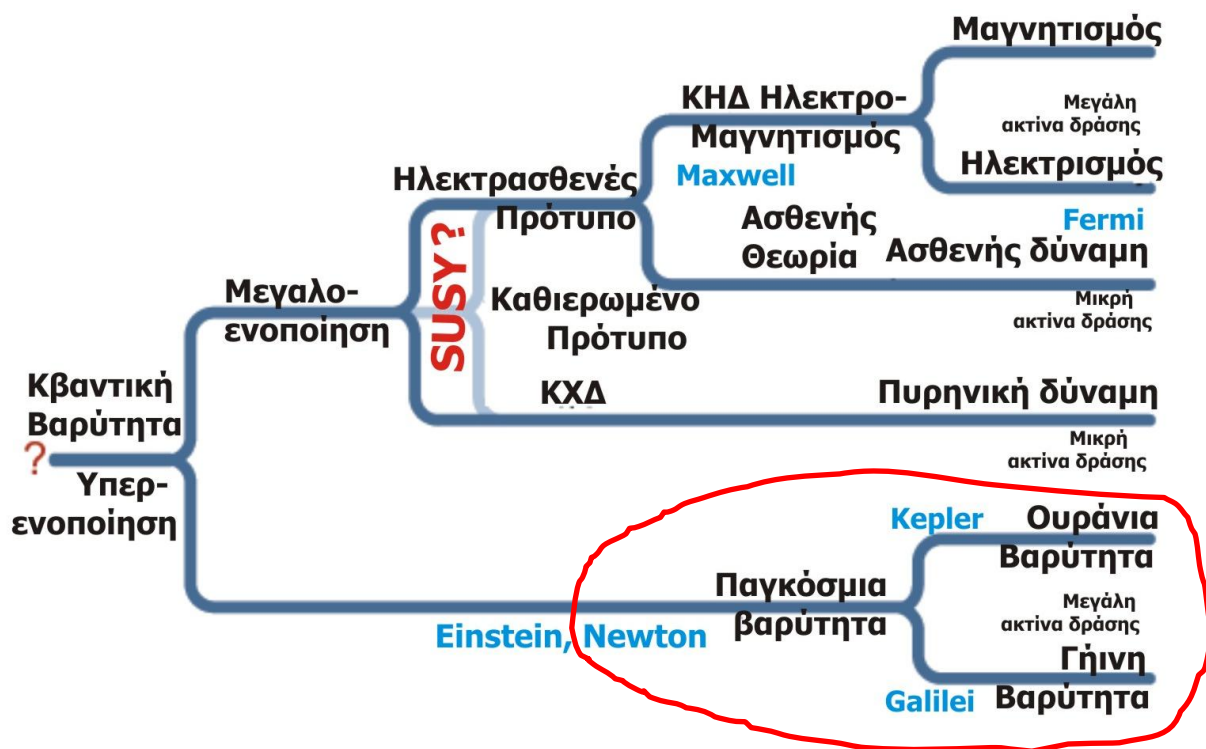 Μαγνητισμός
ΚΗΔ Ηλεκτρο-
Μαγνητισμός
Μεγάλη
ακτίνα δράσης
Ηλεκτρισμός
Maxwell
Ηλεκτρασθενές
Πρότυπο
Fermi
Ασθενής
Θεωρία
Ασθενής δύναμη
SUSY ?
Μεγαλο-
ενοποίηση
Καθιερωμένο
Πρότυπο
Μικρή
ακτίνα δράσης
Κβαντική
Βαρύτητα
ΚΧΔ
Πυρηνική δύναμη
Μικρή
ακτίνα δράσης
?
Υπερ-
ενοποίηση
Kepler
Ουράνια
Βαρύτητα
Παγκόσμια
βαρύτητα
Μεγάλη
ακτίνα δράσης
Einstein, Newton
Γήινη
Βαρύτητα
Galilei